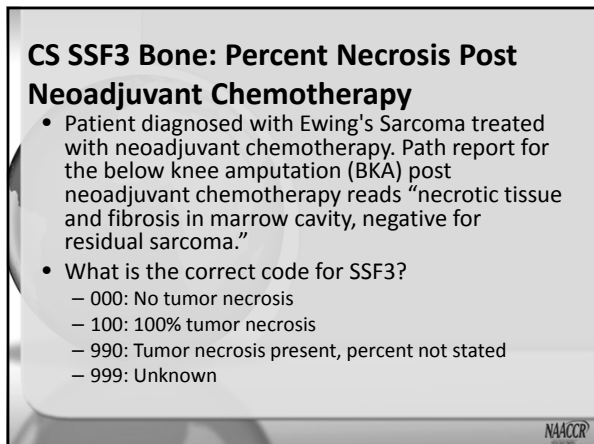 CS SSF3 Bone: Percent Necrosis Post
Neoadjuvant Chemotherapy
• Patient diagnosed with Ewing's Sarcoma treated
with neoadjuvant chemotherapy. Path report for
the below knee amputation (BKA) post
neoadjuvant chemotherapy reads “necrotic tissue
and fibrosis in marrow cavity, negative for
residual sarcoma.”
• What is the correct code for SSF3?
– 000: No tumor necrosis
– 100: 100% tumor necrosis
– 990: Tumor necrosis present, percent not stated
– 999: Unknown
NAACCR